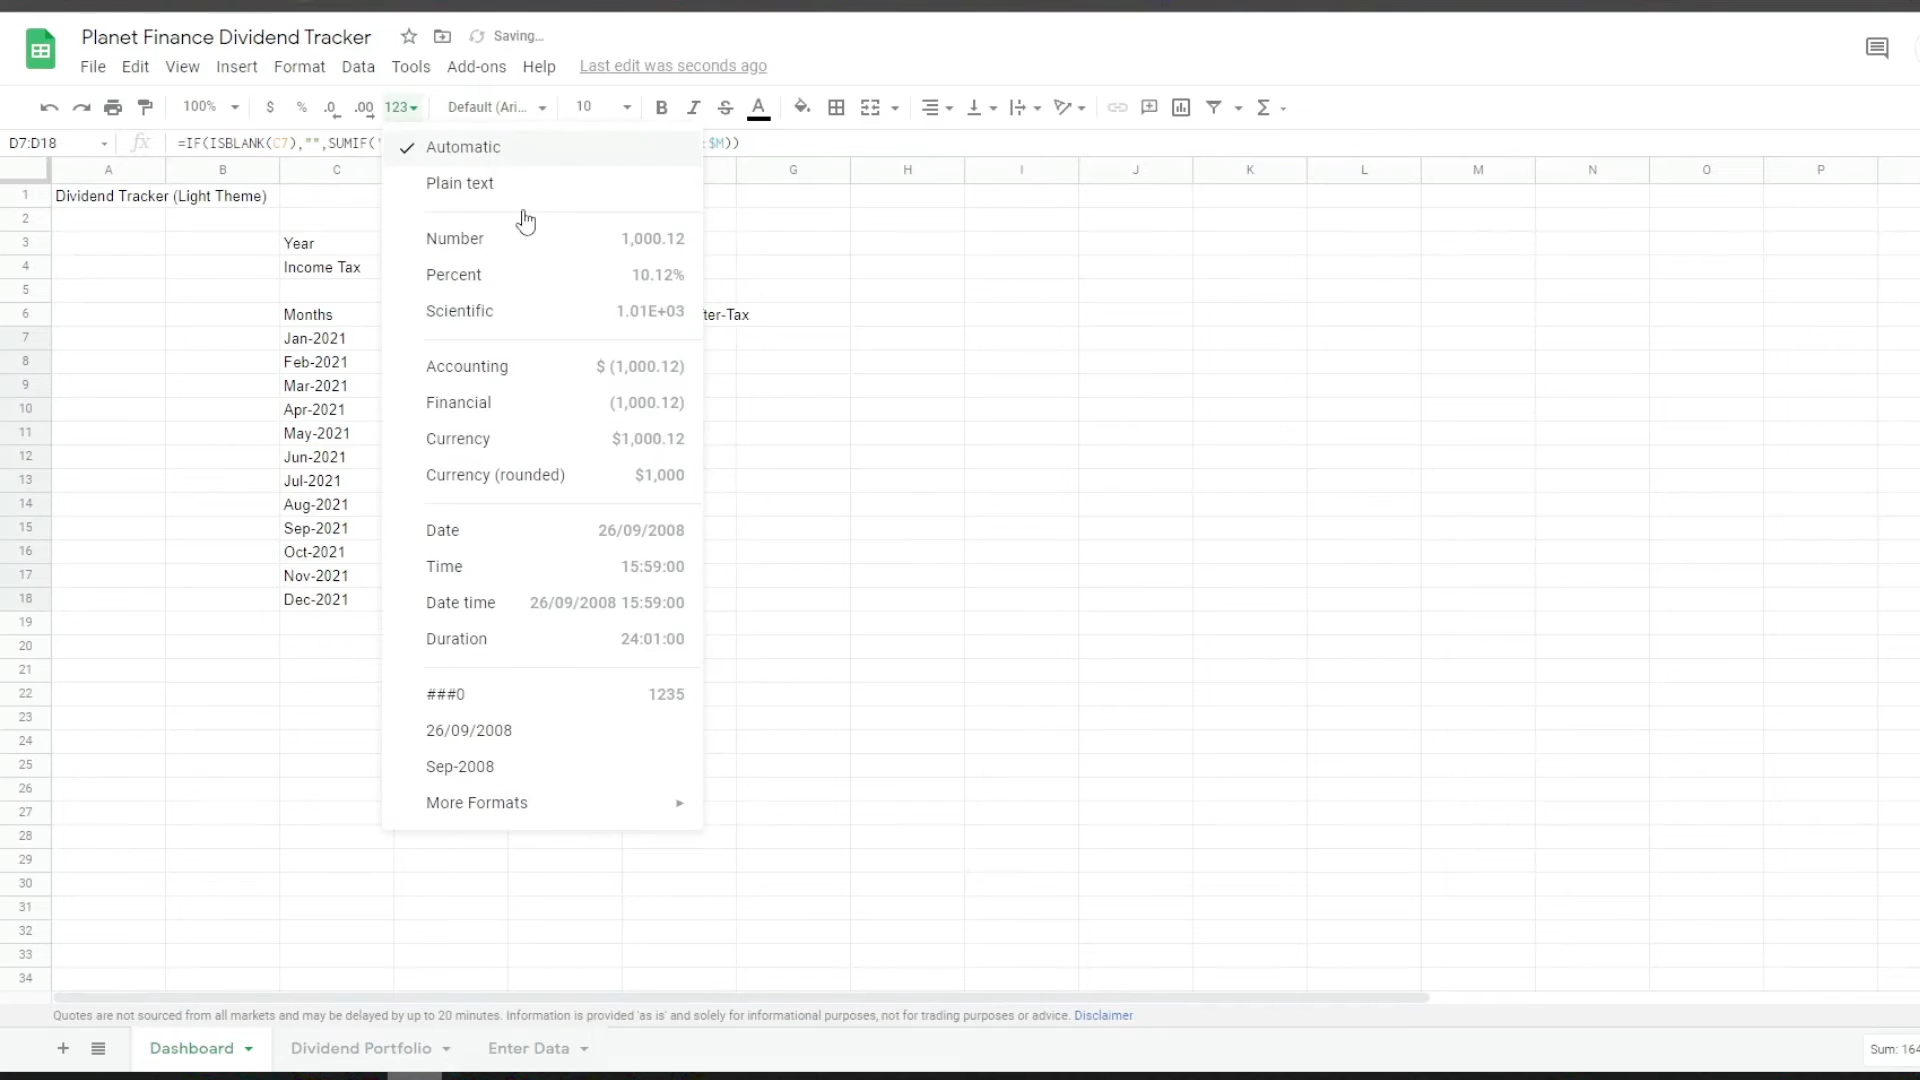 Planet Finance Dividend Tracker Saving...
File Edit View Insert Format Data Tools Add-ons Help Last edit was seconds ago
100% $ % .0 .00 123 Default (Ari... 10 B I S A
D7:D18 fx =IF(ISBLANK(C7),"",SUMIF(' :$M))
A B C G H I J K L M N O P
1 Dividend Tracker (Light Theme)
2
3 Year
4 Income Tax
5
6 Months ter-Tax
7 Jan-2021
8 Feb-2021
9 Mar-2021
10 Apr-2021
11 May-2021
12 Jun-2021
13 Jul-2021
14 Aug-2021
15 Sep-2021
16 Oct-2021
17 Nov-2021
18 Dec-2021
19
20
21
22
23
24
25
26
27
28
29
30
31
32
33
34
Automatic
Plain text
Number 1,000.12
Percent 10.12%
Scientific 1.01E+03
Accounting $ (1,000.12)
Financial (1,000.12)
Currency $1,000.12
Currency (rounded) $1,000
Date 26/09/2008
Time 15:59:00
Date time 26/09/2008 15:59:00
Duration 24:01:00
###0 1235
26/09/2008
Sep-2008
More Formats
Quotes are not sourced from all markets and may be delayed by up to 20 minutes. Information is provided 'as is' and solely for informational purposes, not for trading purposes or advice. Disclaimer
Dashboard Dividend Portfolio Enter Data Sum: 164